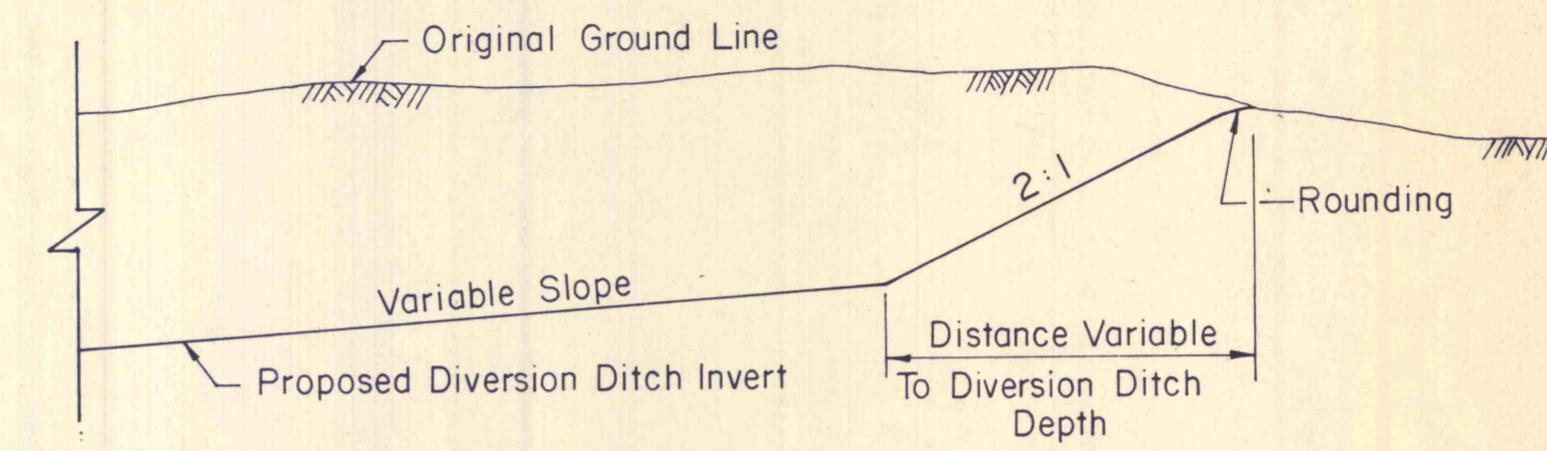 Original Ground Line
2:1
Rounding
Variable Slope
Distance Variable
Proposed Diversion Ditch Invert
To Diversion Ditch
Depth